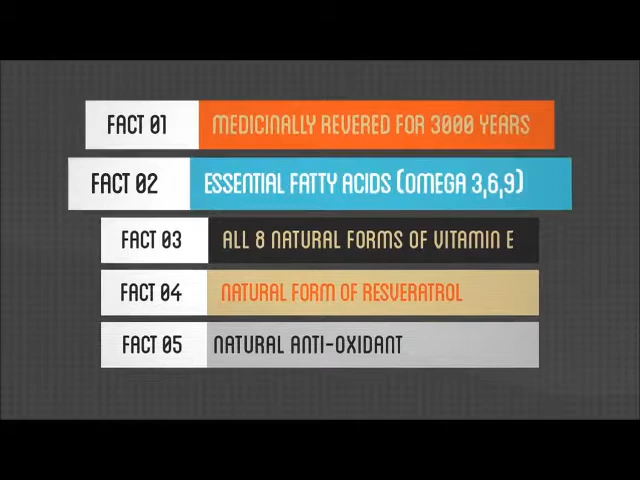 FACT 01 MEDICINALLY REVERED FOR 3000 YEARS
FACT 02 ESSENTIAL FATTY ACIDS (OMEGA 3,6,9)
FACT 03 ALL 8 NATURAL FORMS OF VITAMIN E
FACT 04 NATURAL FORM OF RESVERATROL
FACT 05 NATURAL ANTI-OXIDANT